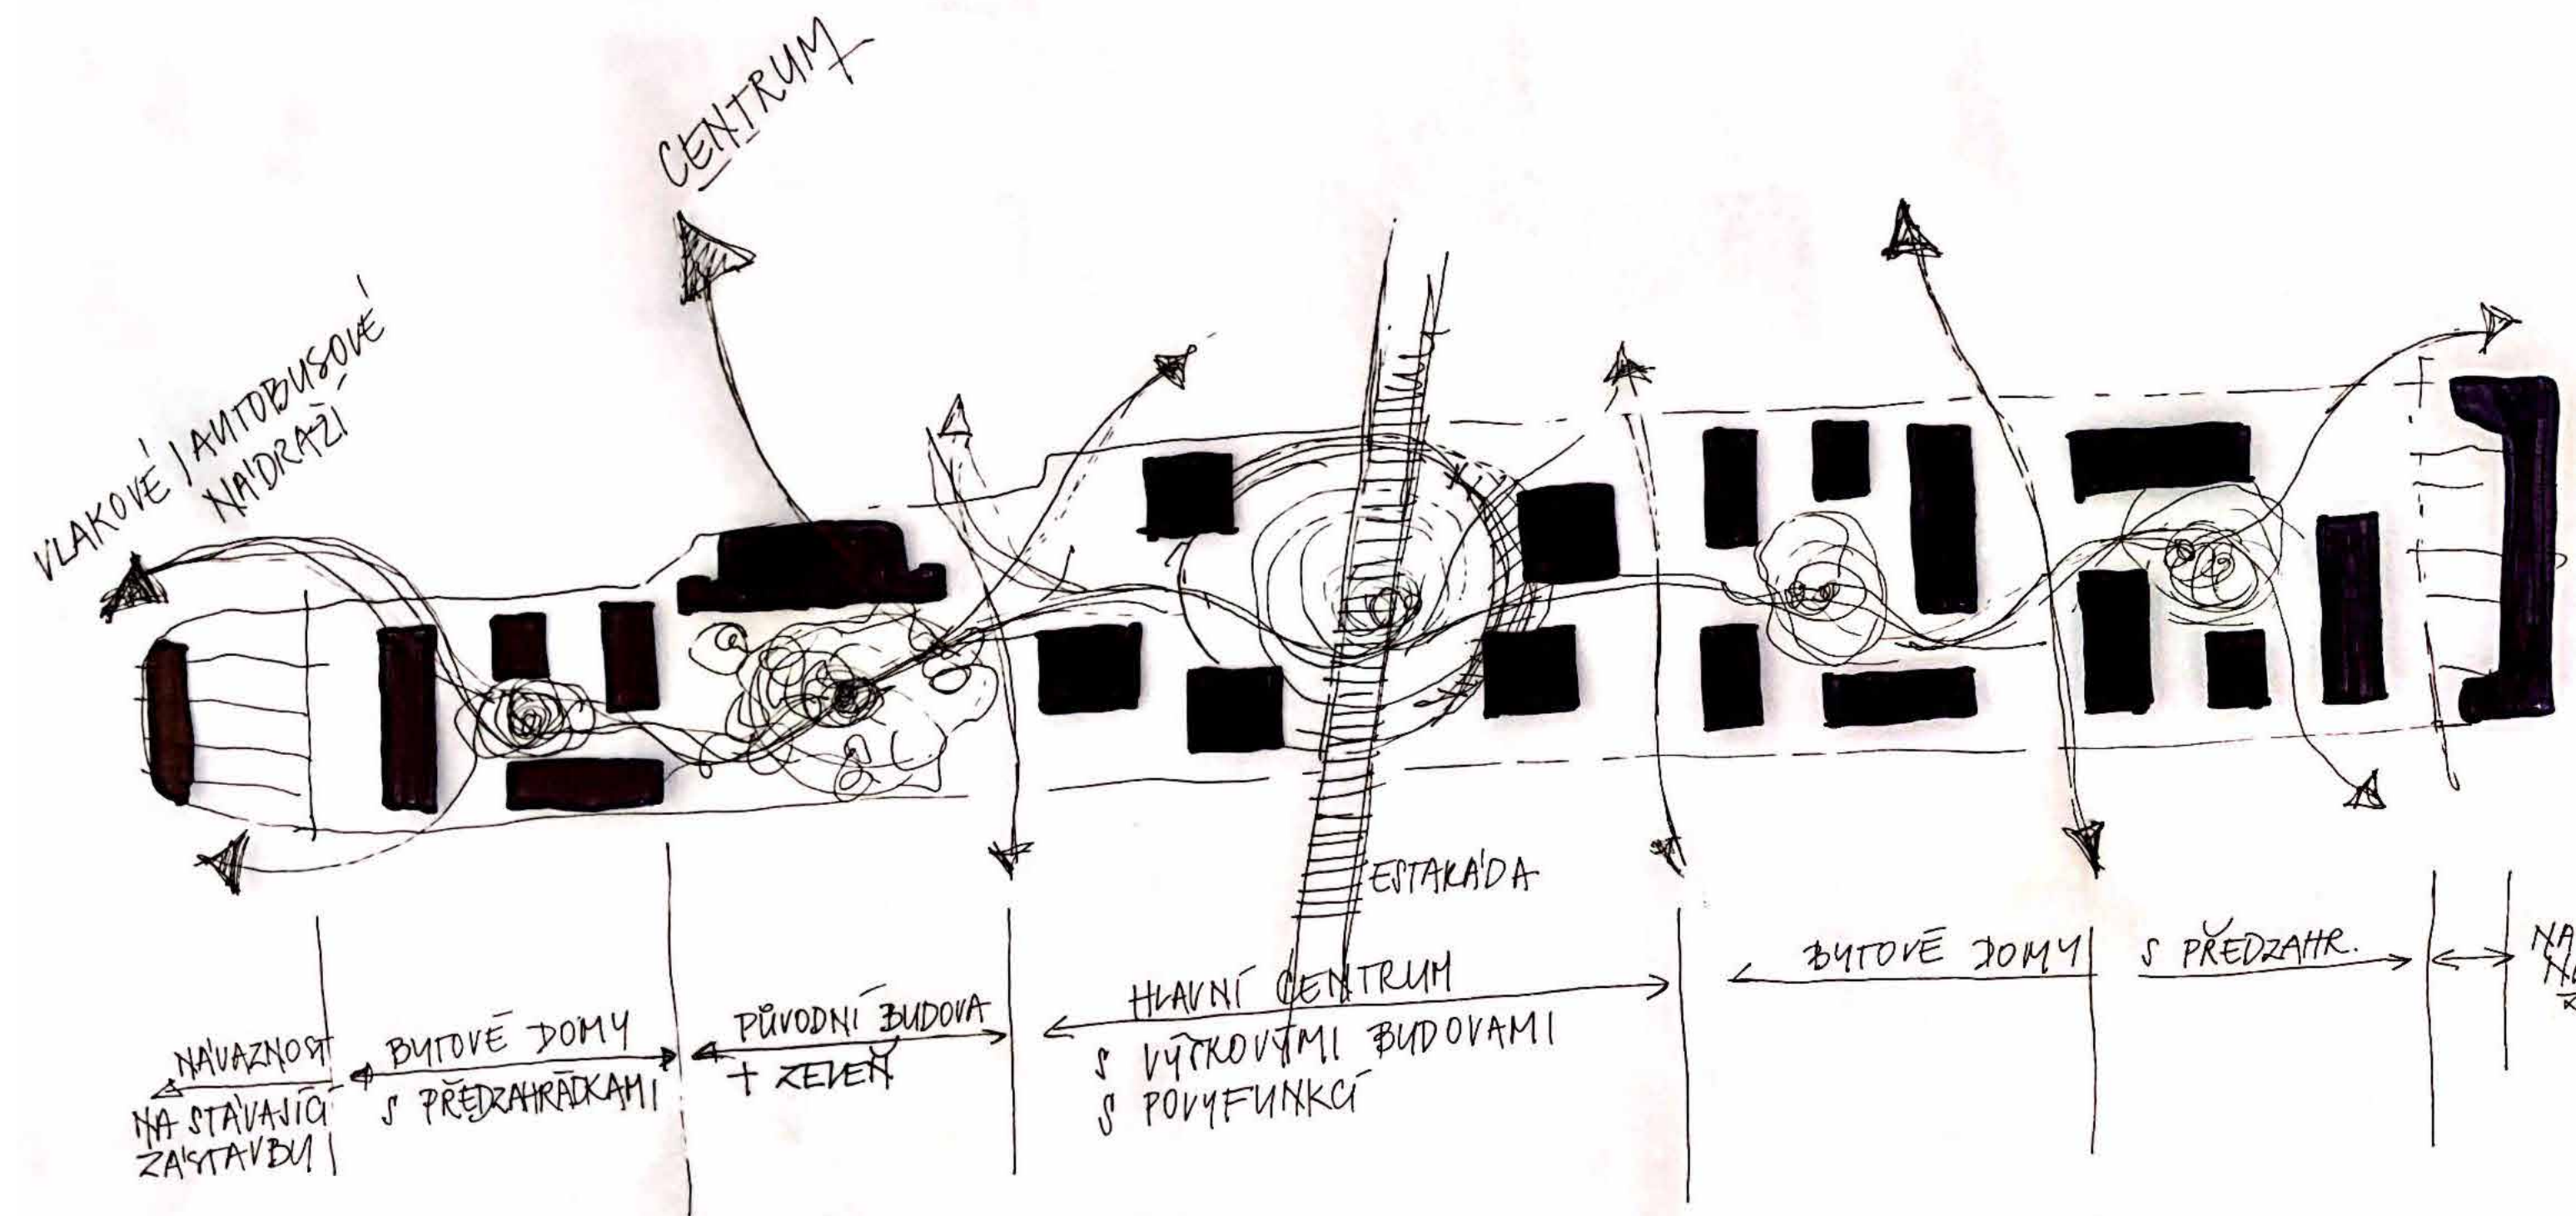 CENTRUM
VLAKOVÉ / AUTOBUSOVÉ
NÁDRAŽÍ
ESTAKÁDA
NÁVAZNOST
NA STÁVAJÍCÍ
ZÁSTAVBU
BYTOVÉ DOMY
S PŘEDZAHRÁDKAMI
PŮVODNÍ BUDOVA
+ ZELEŇ
HLAVNÍ CENTRUM
S VÝŠKOVÝMI BUDOVAMI
S POLYFUNKCÍ
BYTOVÉ DOMY S PŘEDZAHR.
NA